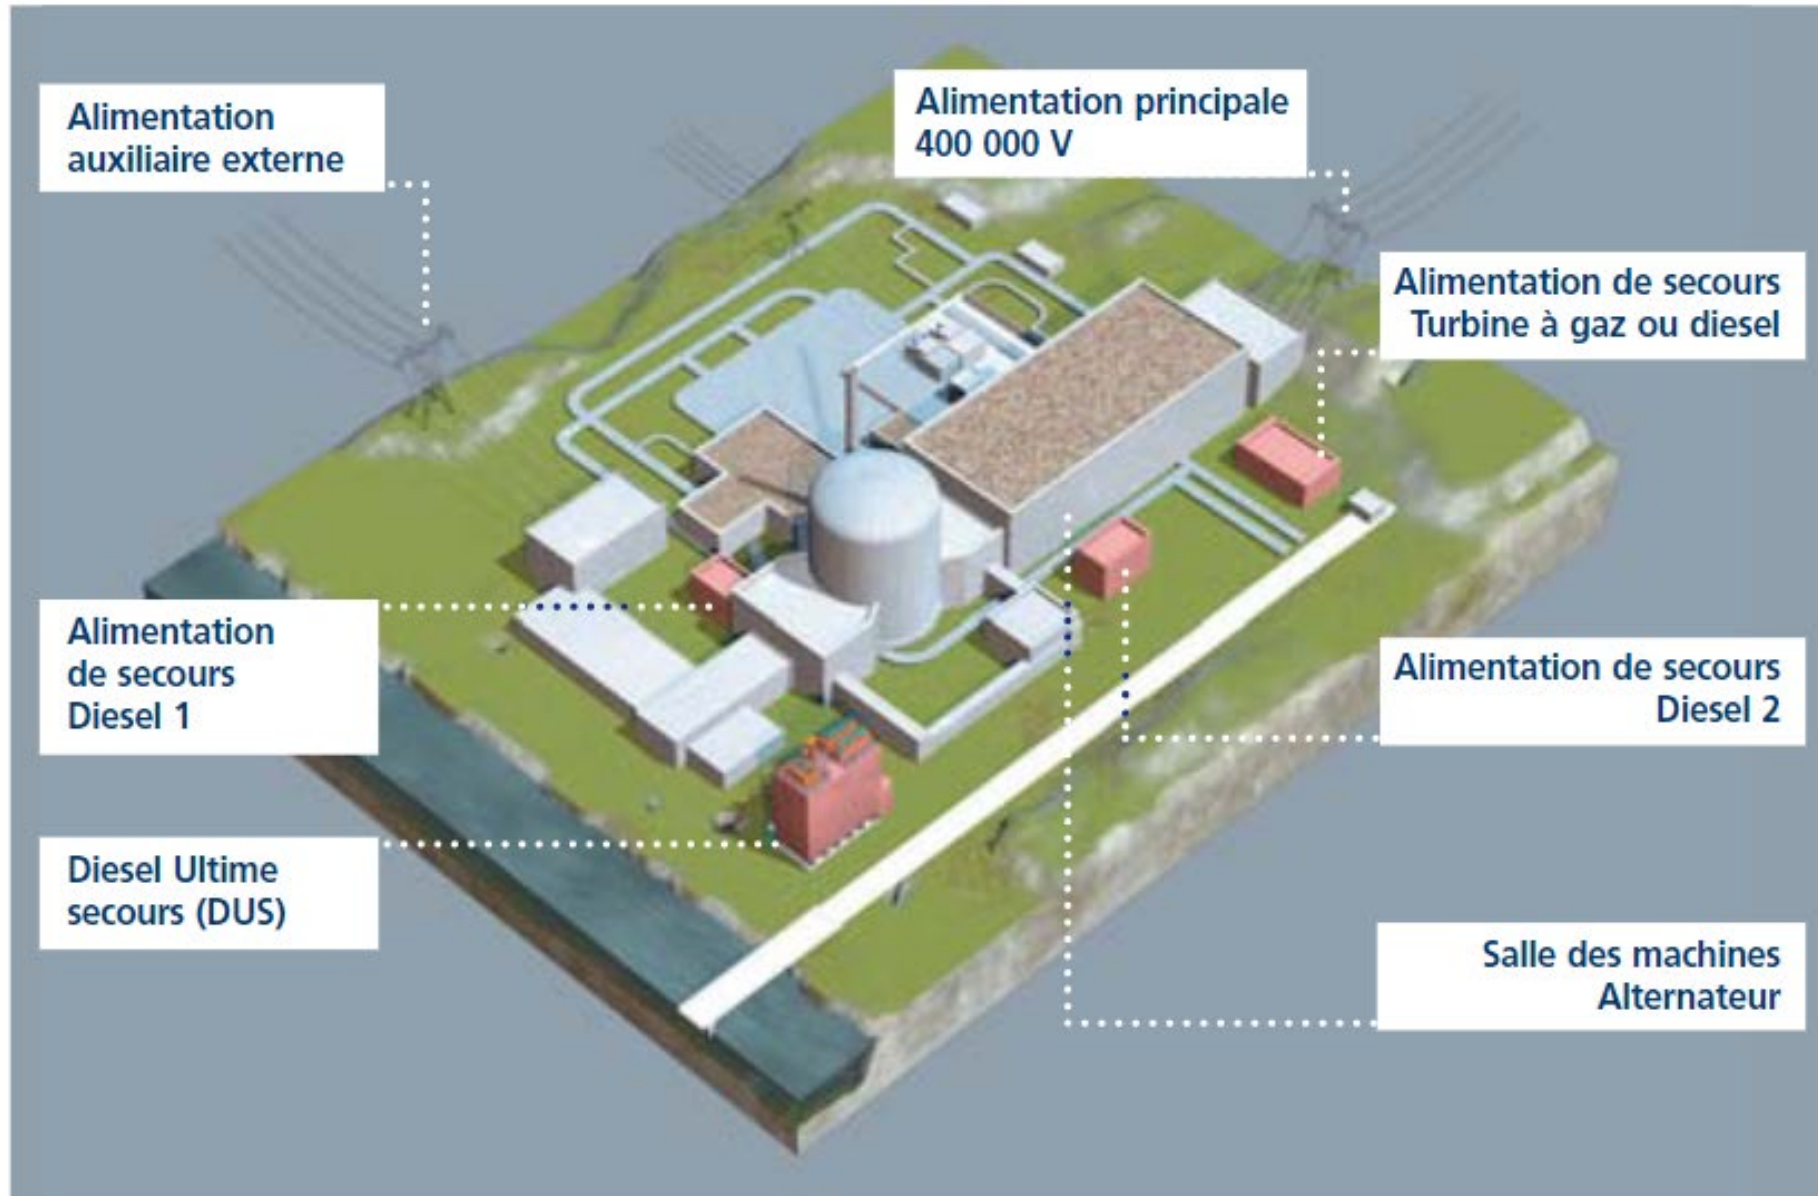 Alimentation
auxiliaire externe
Alimentation principale
400 000 V
Alimentation de secours
Turbine à gaz ou diesel
Alimentation
de secours
Diesel 1
Alimentation de secours
Diesel 2
Diesel Ultime
secours (DUS)
Salle des machines
Alternateur